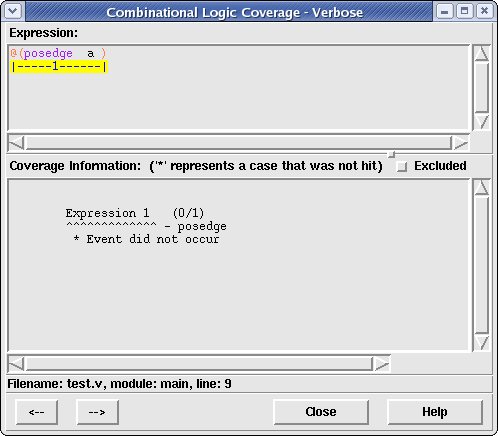 Combinational Logic Coverage - Verbose
Expression:
@(posedge  a )
|-----1------|
Coverage Information:  ('*' represents a case that was not hit)
Excluded
Expression 1   (0/1)
^^^^^^^^^^^^^ - posedge
* Event did not occur
Filename: test.v, module: main, line: 9
<--
-->
Close
Help